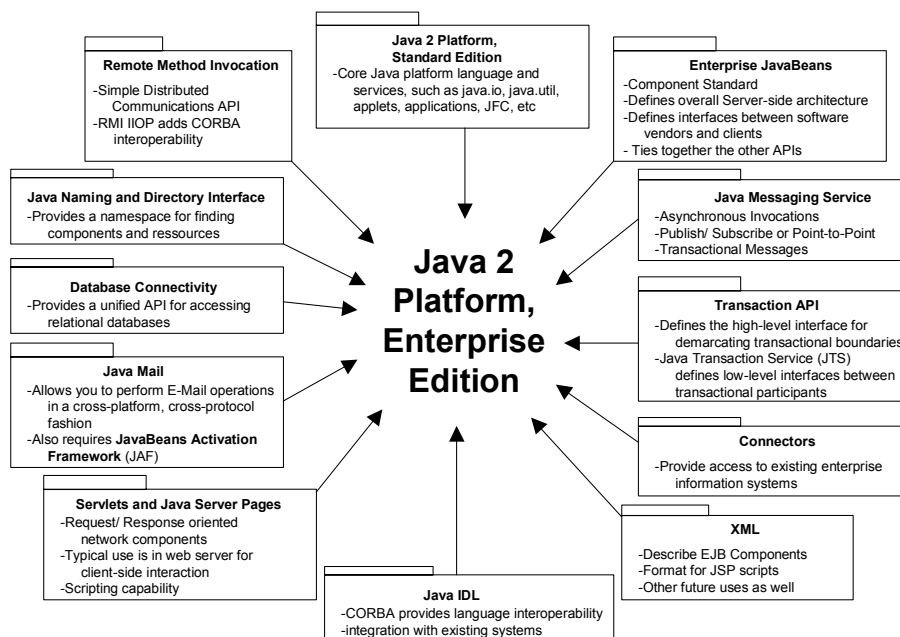 Remote Method Invocation
-Simple Distributed
Communications API
-RMI IIOP adds CORBA
interoperability
Java 2 Platform,
Standard Edition
-Core Java platform language and
services, such as java.io, java.util,
applets, applications, JFC, etc
Enterprise JavaBeans
-Component Standard
-Defines overall Server-side architecture
-Defines interfaces between software
vendors and clients
- Ties together the other APIs
Java Naming and Directory Interface
-Provides a namespace for finding
components and ressources
Java Messaging Service
-Asynchronous Invocations
-Publish/ Subscribe or Point-to-Point
-Transactional Messages
Java 2
Platform,
Enterprise
Edition
Database Connectivity
-Provides a unified API for accessing
relational databases
Transaction API
-Defines the high-level interface for
demarcating transactional boundaries
-Java Transaction Service (JTS)
defines low-level interfaces between
transactional participants
Java Mail
-Allows you to perform E-Mail operations
in a cross-platform, cross-protocol
fashion
-Also requires JavaBeans Activation
Framework (JAF)
Connectors
-Provide access to existing enterprise
information systems
Servlets and Java Server Pages
-Request/ Response oriented
network components
-Typical use is in web server for
client-side interaction
-Scripting capability
XML
-Describe EJB Components
-Format for JSP scripts
-Other future uses as well
Java IDL
-CORBA provides language interoperability
-integration with existing systems